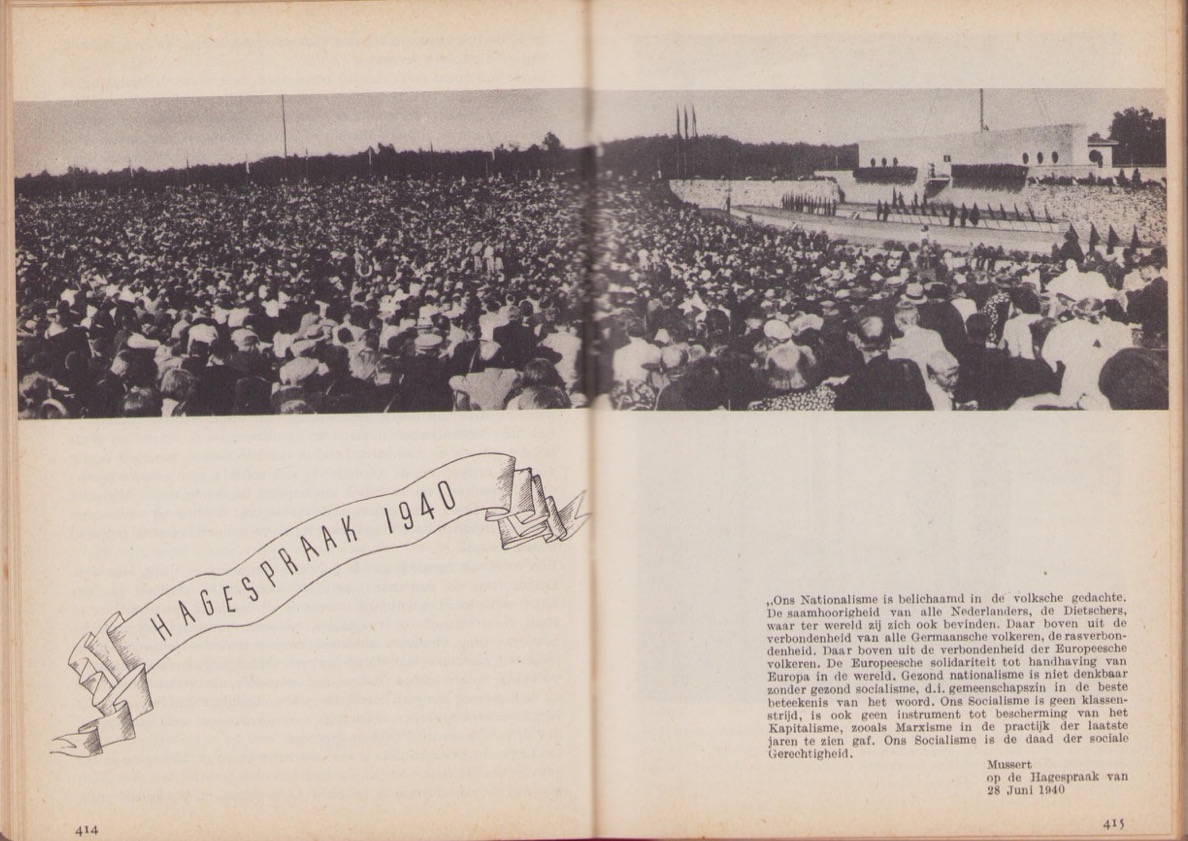 HAGESPRAAK 1940
„Ons Nationalisme is belichaamd in de volksche gedachte.
De saamhoorigheid van alle Nederlanders, de Dietschers,
waar ter wereld zij zich ook bevinden. Daar boven uit de
verbondenheid van alle Germaansche volkeren, de rasverbon-
denheid. Daar boven uit de verbondenheid der Europeesche
volkeren. De Europeesche solidariteit tot handhaving van
Europa in de wereld. Gezond nationalisme is niet denkbaar
zonder gezond socialisme, d.i. gemeenschapszin in de beste
beteekenis van het woord. Ons Socialisme is geen klassen-
strijd, is ook geen instrument tot bescherming van het
Kapitalisme, zooals Marxisme in de practijk der laatste
jaren te zien gaf. Ons Socialisme is de daad der sociale
Gerechtigheid.
Mussert
op de Hagespraak van
28 Juni 1940
414
415